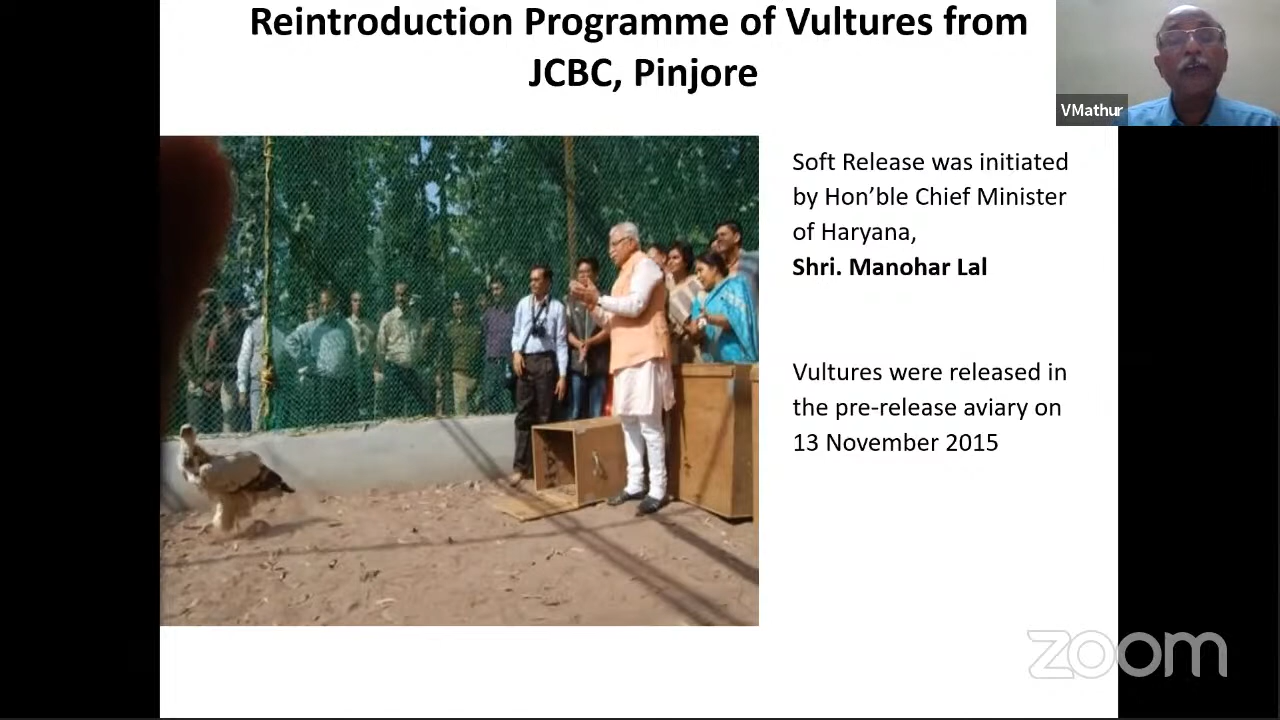 Reintroduction Programme of Vultures from
JCBC, Pinjore
VMathur
Soft Release was initiated
by Hon’ble Chief Minister
of Haryana,
Shri. Manohar Lal
Vultures were released in
the pre-release aviary on
13 November 2015
zoom